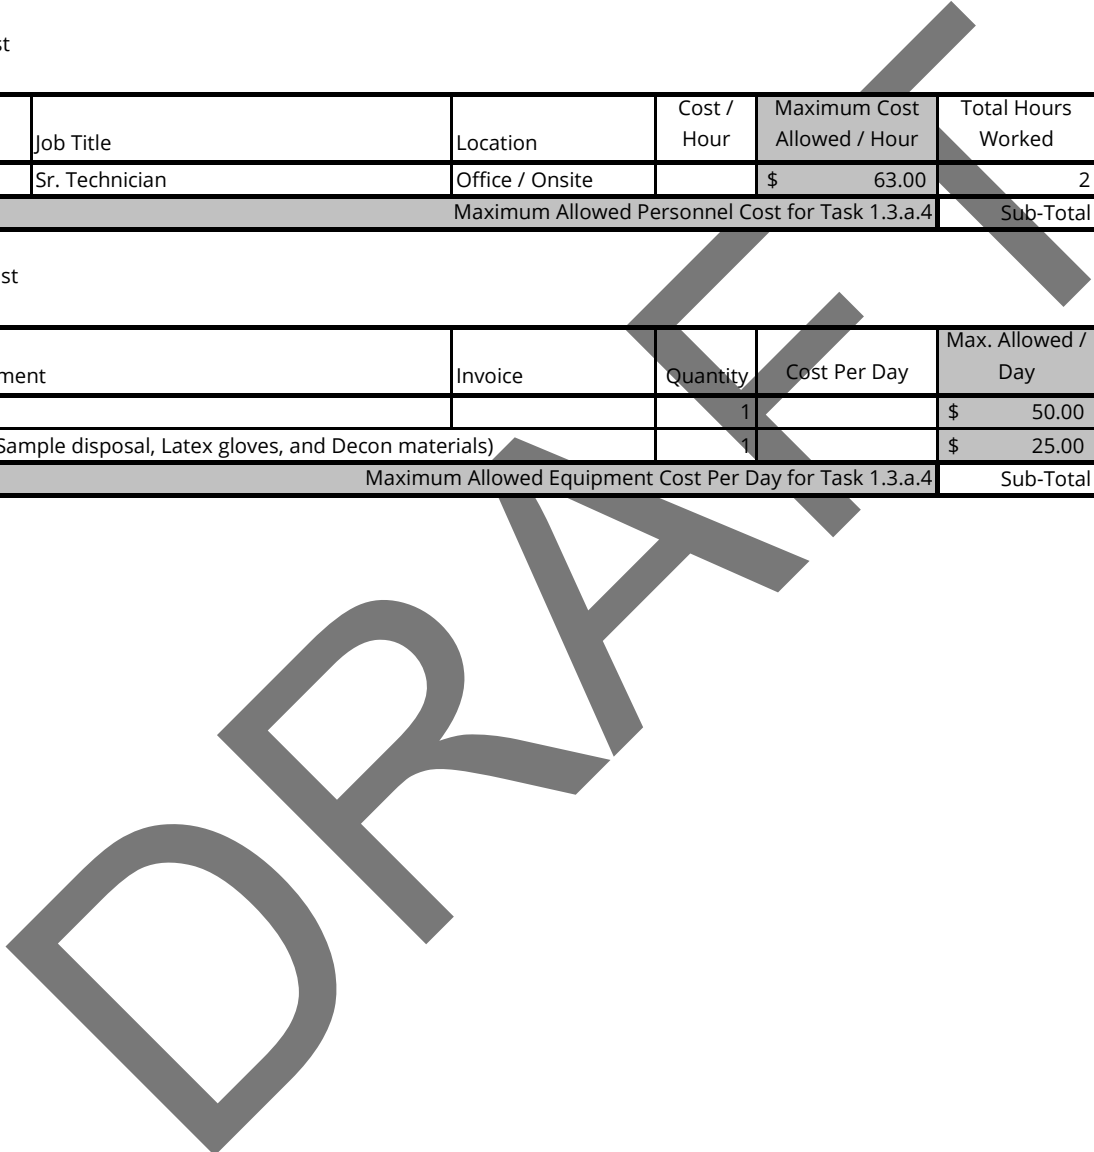 st
Cost / Maximum Cost Total Hours
Job Title Location Hour Allowed / Hour Worked
Sr. Technician Office / Onsite $ 63.00 2
Maximum Allowed Personnel Cost for Task 1.3.a.4 Sub-Total
st
Max. Allowed /
ment Invoice Quantity Cost Per Day Day
1 $ 50.00
Sample disposal, Latex gloves, and Decon materials) 1 $ 25.00
Maximum Allowed Equipment Cost Per Day for Task 1.3.a.4 Sub-Total
DRAFT